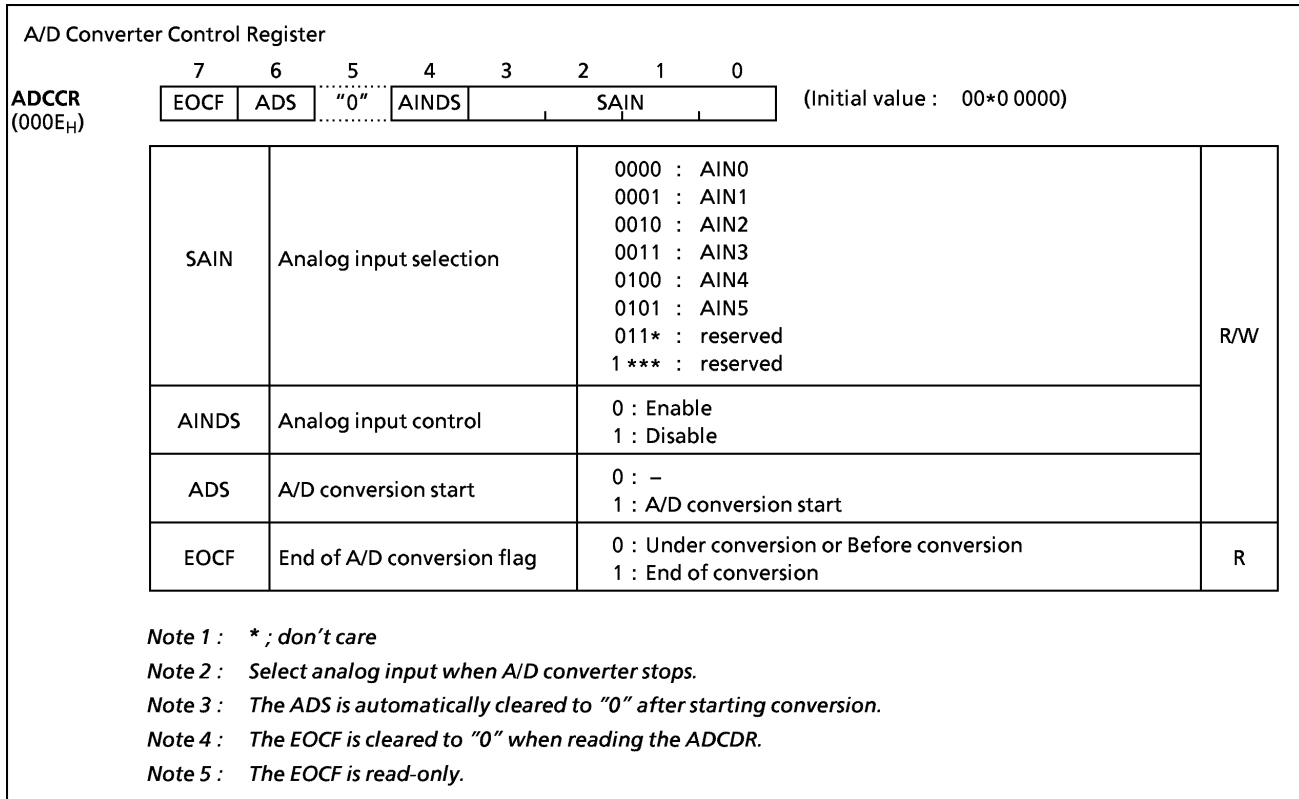 A/D Converter Control Register
7 6 5 4 3 2 1 0
ADCCR (000EH) EOCF ADS "0" AINDS SAIN (Initial value : 00*0 0000)
SAIN Analog input selection R/W
0000 : AIN0
0001 : AIN1
0010 : AIN2
0011 : AIN3
0100 : AIN4
0101 : AIN5
011* : reserved
1*** : reserved
AINDS Analog input control
0 : Enable
1 : Disable
ADS A/D conversion start
0 : –
1 : A/D conversion start
EOCF End of A/D conversion flag R
0 : Under conversion or Before conversion
1 : End of conversion
Note 1 : * ; don't care
Note 2 : Select analog input when A/D converter stops.
Note 3 : The ADS is automatically cleared to "0" after starting conversion.
Note 4 : The EOCF is cleared to "0" when reading the ADCDR.
Note 5 : The EOCF is read-only.